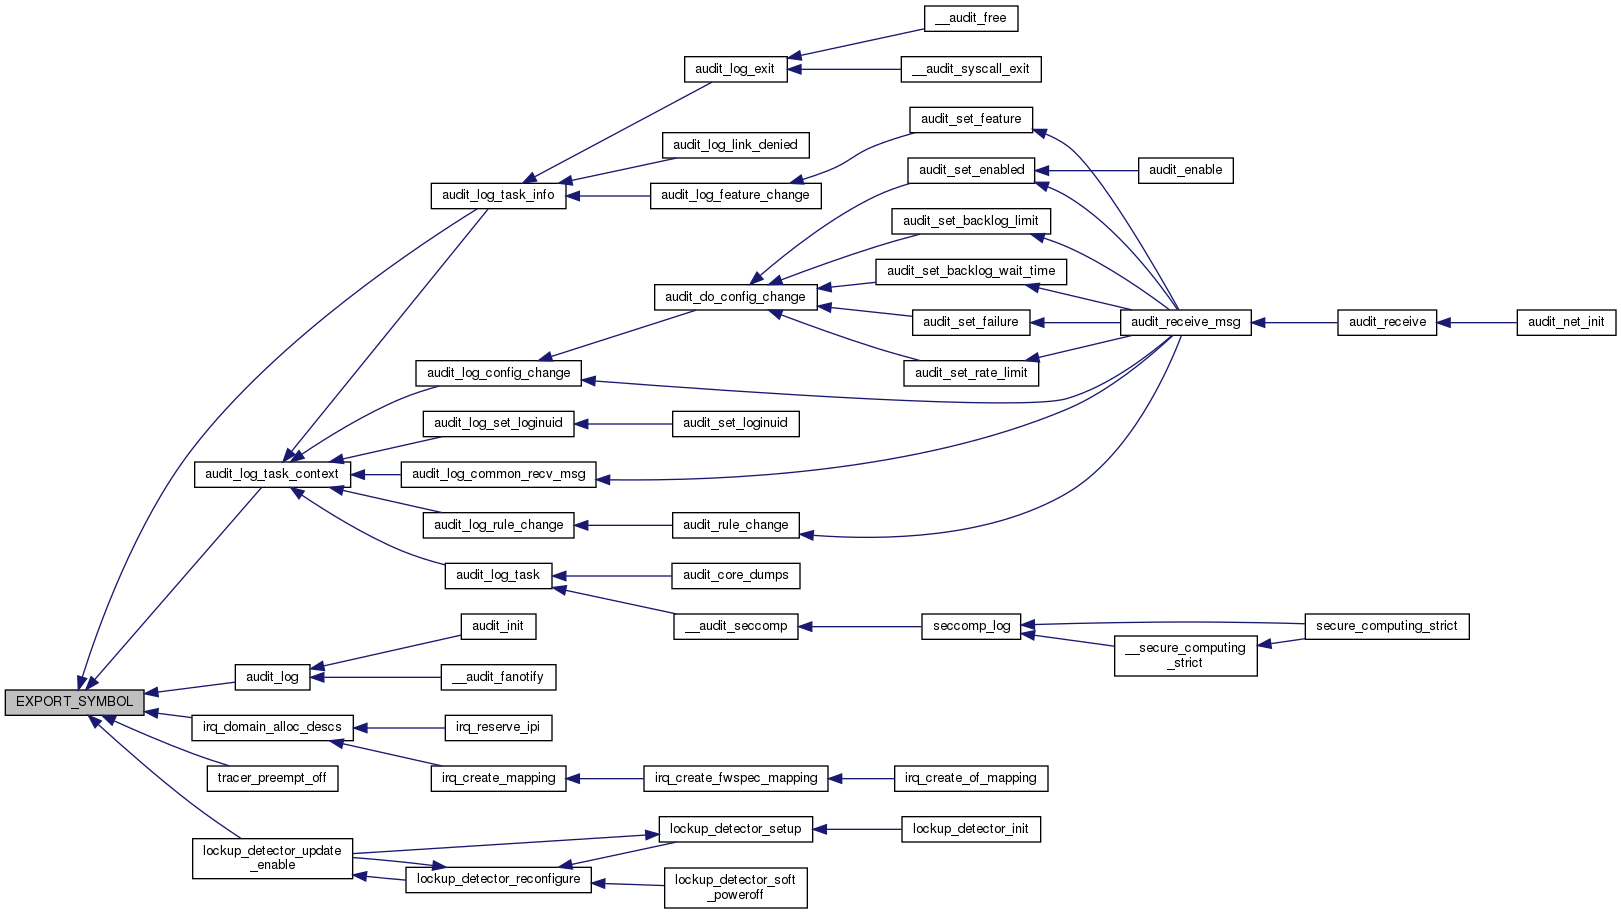 __audit_free
audit_log_exit
__audit_syscall_exit
audit_set_feature
audit_log_link_denied
audit_set_enabled
audit_enable
audit_log_task_info
audit_log_feature_change
audit_set_backlog_limit
audit_set_backlog_wait_time
audit_do_config_change
audit_set_failure
audit_receive_msg
audit_receive
audit_net_init
audit_log_config_change
audit_set_rate_limit
audit_log_set_loginuid
audit_set_loginuid
audit_log_task_context
audit_log_common_recv_msg
audit_log_rule_change
audit_rule_change
audit_log_task
audit_core_dumps
audit_init
__audit_seccomp
seccomp_log
secure_computing_strict
__secure_computing
_strict
audit_log
__audit_fanotify
EXPORT_SYMBOL
irq_domain_alloc_descs
irq_reserve_ipi
tracer_preempt_off
irq_create_mapping
irq_create_fwspec_mapping
irq_create_of_mapping
lockup_detector_setup
lockup_detector_init
lockup_detector_update
_enable
lockup_detector_reconfigure
lockup_detector_soft
_poweroff